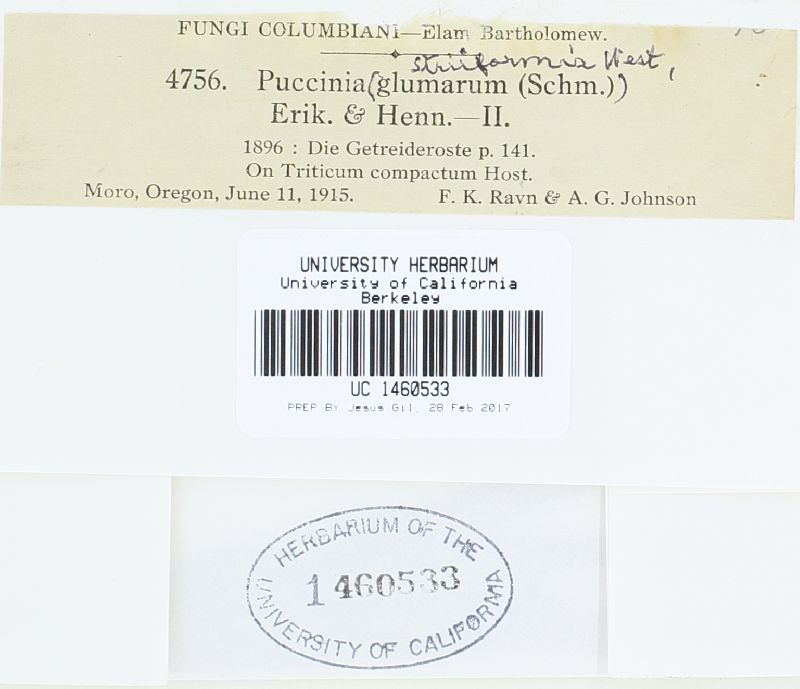 FUNGI COLUMBIANI—Elam Bartholomew.
striiformis West,
4756. Puccinia (glumarum (Schm.))
Erik. & Henn.—II.
1896 : Die Getreideroste p. 141.
On Triticum compactum Host.
Moro, Oregon, June 11, 1915. F. K. Ravn & A. G. Johnson
UNIVERSITY HERBARIUM
University of California
Berkeley
UC 1460533
PREP BY Jesus Gil, 28 Feb 2017
HERBARIUM OF THE
1460533
UNIVERSITY OF CALIFORNIA